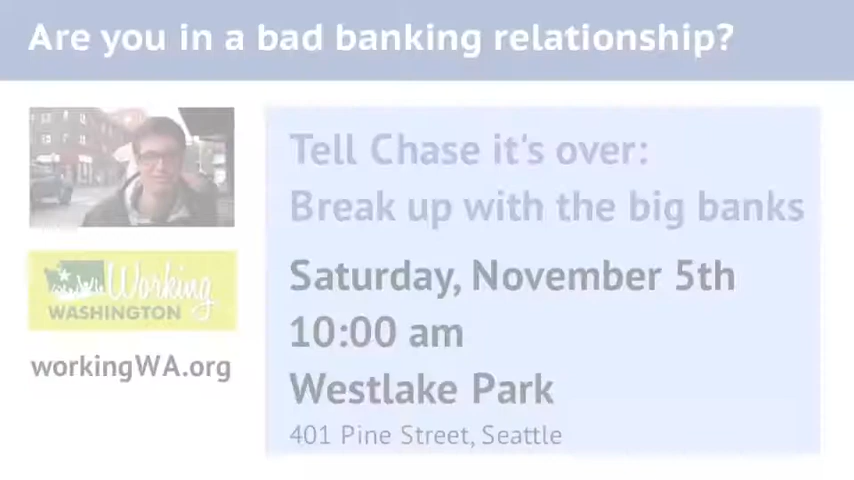 Are you in a bad banking relationship?
Tell Chase it's over:
Break up with the big banks
Saturday, November 5th
10:00 am
Westlake Park
401 Pine Street, Seattle
Working
WASHINGTON
workingWA.org